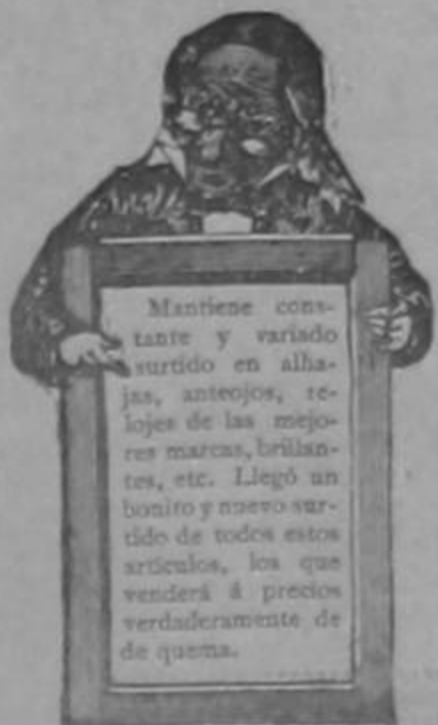 Mantiene cons-
tante y variado
surtido en alha-
jas, anteojos, re-
lojes de las mejo-
res marcas, brillan-
tes, etc. Llegó un
bonito y nuevo sur-
tido de todos estos
artículos, los que
venderá á precios
verdaderamente de
de quema.